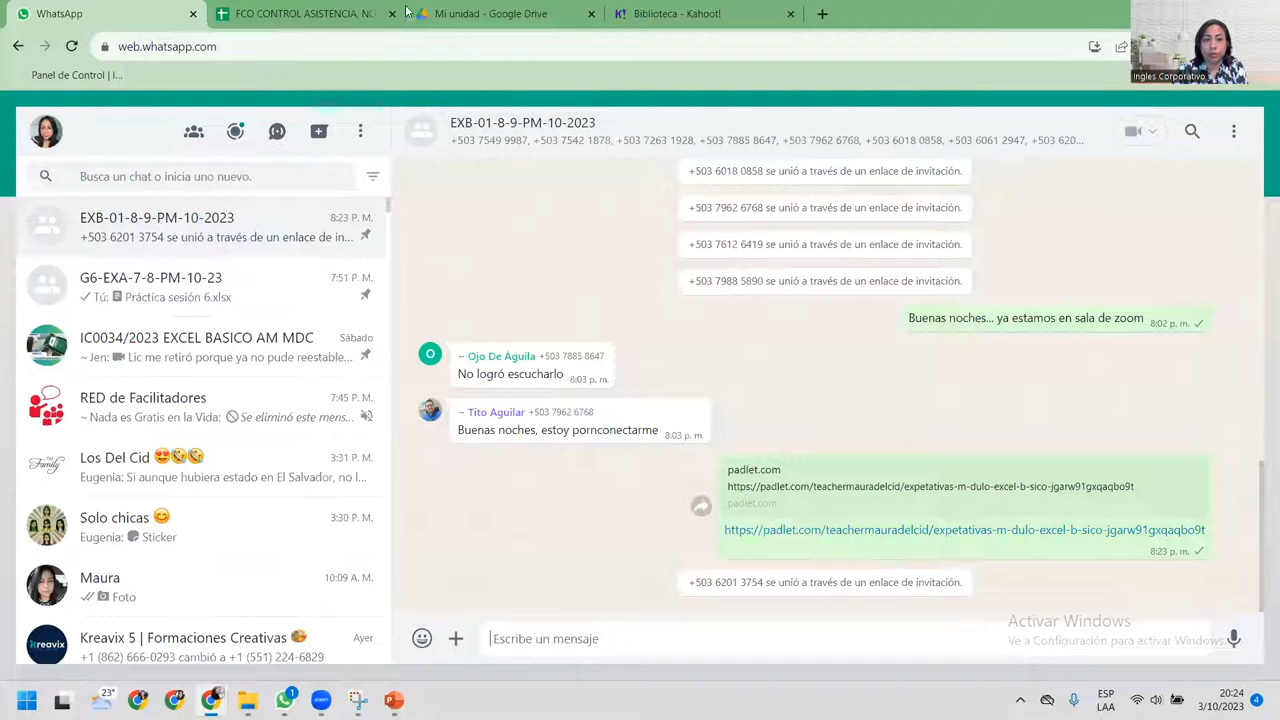 WhatsApp
FCO CONTROL ASISTENCIA, NO
Mi unidad - Google Drive
Biblioteca - Kahoot!
web.whatsapp.com
Panel de Control | i...
Ingles Corporativo
EXB-01-8-9-PM-10-2023
+503 7549 9987, +503 7542 1878, +503 7263 1928, +503 7885 8647, +503 7962 6768, +503 6018 0858, +503 6061 2947, +503 620...
Busca un chat o inicia uno nuevo.
EXB-01-8-9-PM-10-2023
8:23 P. M.
+503 6201 3754 se unió a través de un enlace de in...
G6-EXA-7-8-PM-10-23
7:51 P. M.
Tú: Práctica sesión 6.xlsx
IC0034/2023 EXCEL BASICO AM MDC
Sábado
~ Jen: Lic me retiró porque ya no pude reestable...
RED de Facilitadores
7:45 P. M.
~ Nada es Gratis en la Vida: Se eliminó este mens...
Los Del Cid
3:31 P. M.
Eugenia: Si aunque hubiera estado en El Salvador, no l...
Solo chicas
3:30 P. M.
Eugenia: Sticker
Maura
10:09 A. M.
Foto
Kreavix 5 | Formaciones Creativas
Ayer
+1 (862) 666-0293 cambió a +1 (551) 224-6829
kreavix
+503 6018 0858 se unió a través de un enlace de invitación.
+503 7962 6768 se unió a través de un enlace de invitación.
+503 7612 6419 se unió a través de un enlace de invitación.
+503 7988 5890 se unió a través de un enlace de invitación.
Buenas noches... ya estamos en sala de zoom
8:02 p. m.
O
~ Ojo De Águila +503 7885 8647
No logró escucharlo
8:03 p. m.
~ Tito Aguilar +503 7962 6768
Buenas noches, estoy pornconectarme
8:03 p. m.
padlet.com
https://padlet.com/teachermauradelcid/expetativas-m-dulo-excel-b-sico-jgarw91gxqaqbo9t
padlet.com
https://padlet.com/teachermauradelcid/expetativas-m-dulo-excel-b-sico-jgarw91gxqaqbo9t
8:23 p. m.
+503 6201 3754 se unió a través de un enlace de invitación.
Escribe un mensaje
Activar Windows
Ve a Configuración para activar Windows.
23°
1
ESP
LAA
20:24
3/10/2023
4